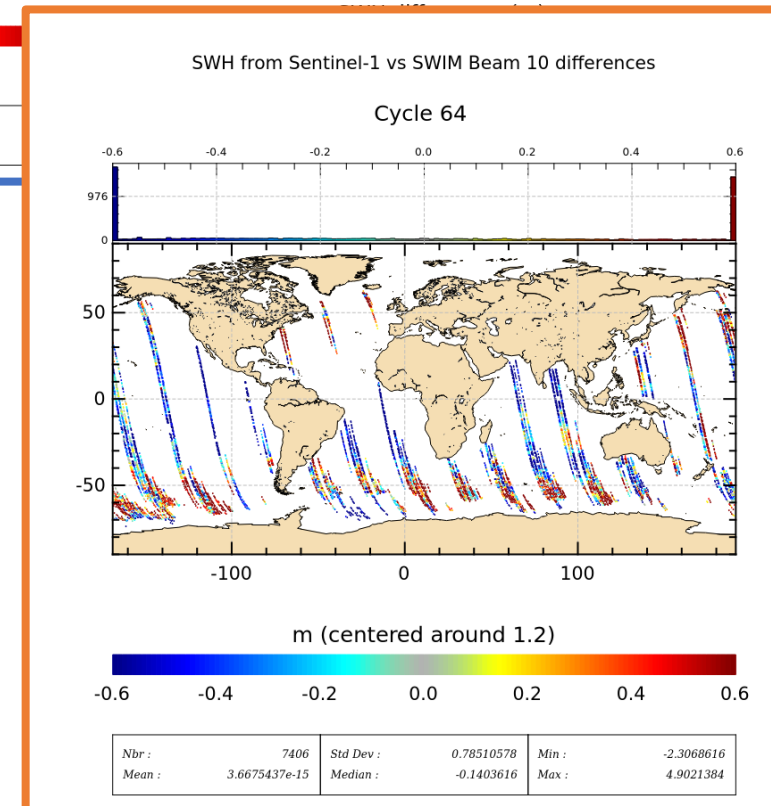 SWH from Sentinel-1 vs SWIM Beam 10 differences
Cycle 64
-0.6 -0.4 -0.2 0.0 0.2 0.4 0.6
976
0
50
0
-50
-100 0 100
m (centered around 1.2)
-0.6 -0.4 -0.2 0.0 0.2 0.4 0.6
Nbr : 7406 Std Dev : 0.78510578 Min : -2.3068616
Mean : 3.6675437e-15 Median : -0.1403616 Max : 4.9021384